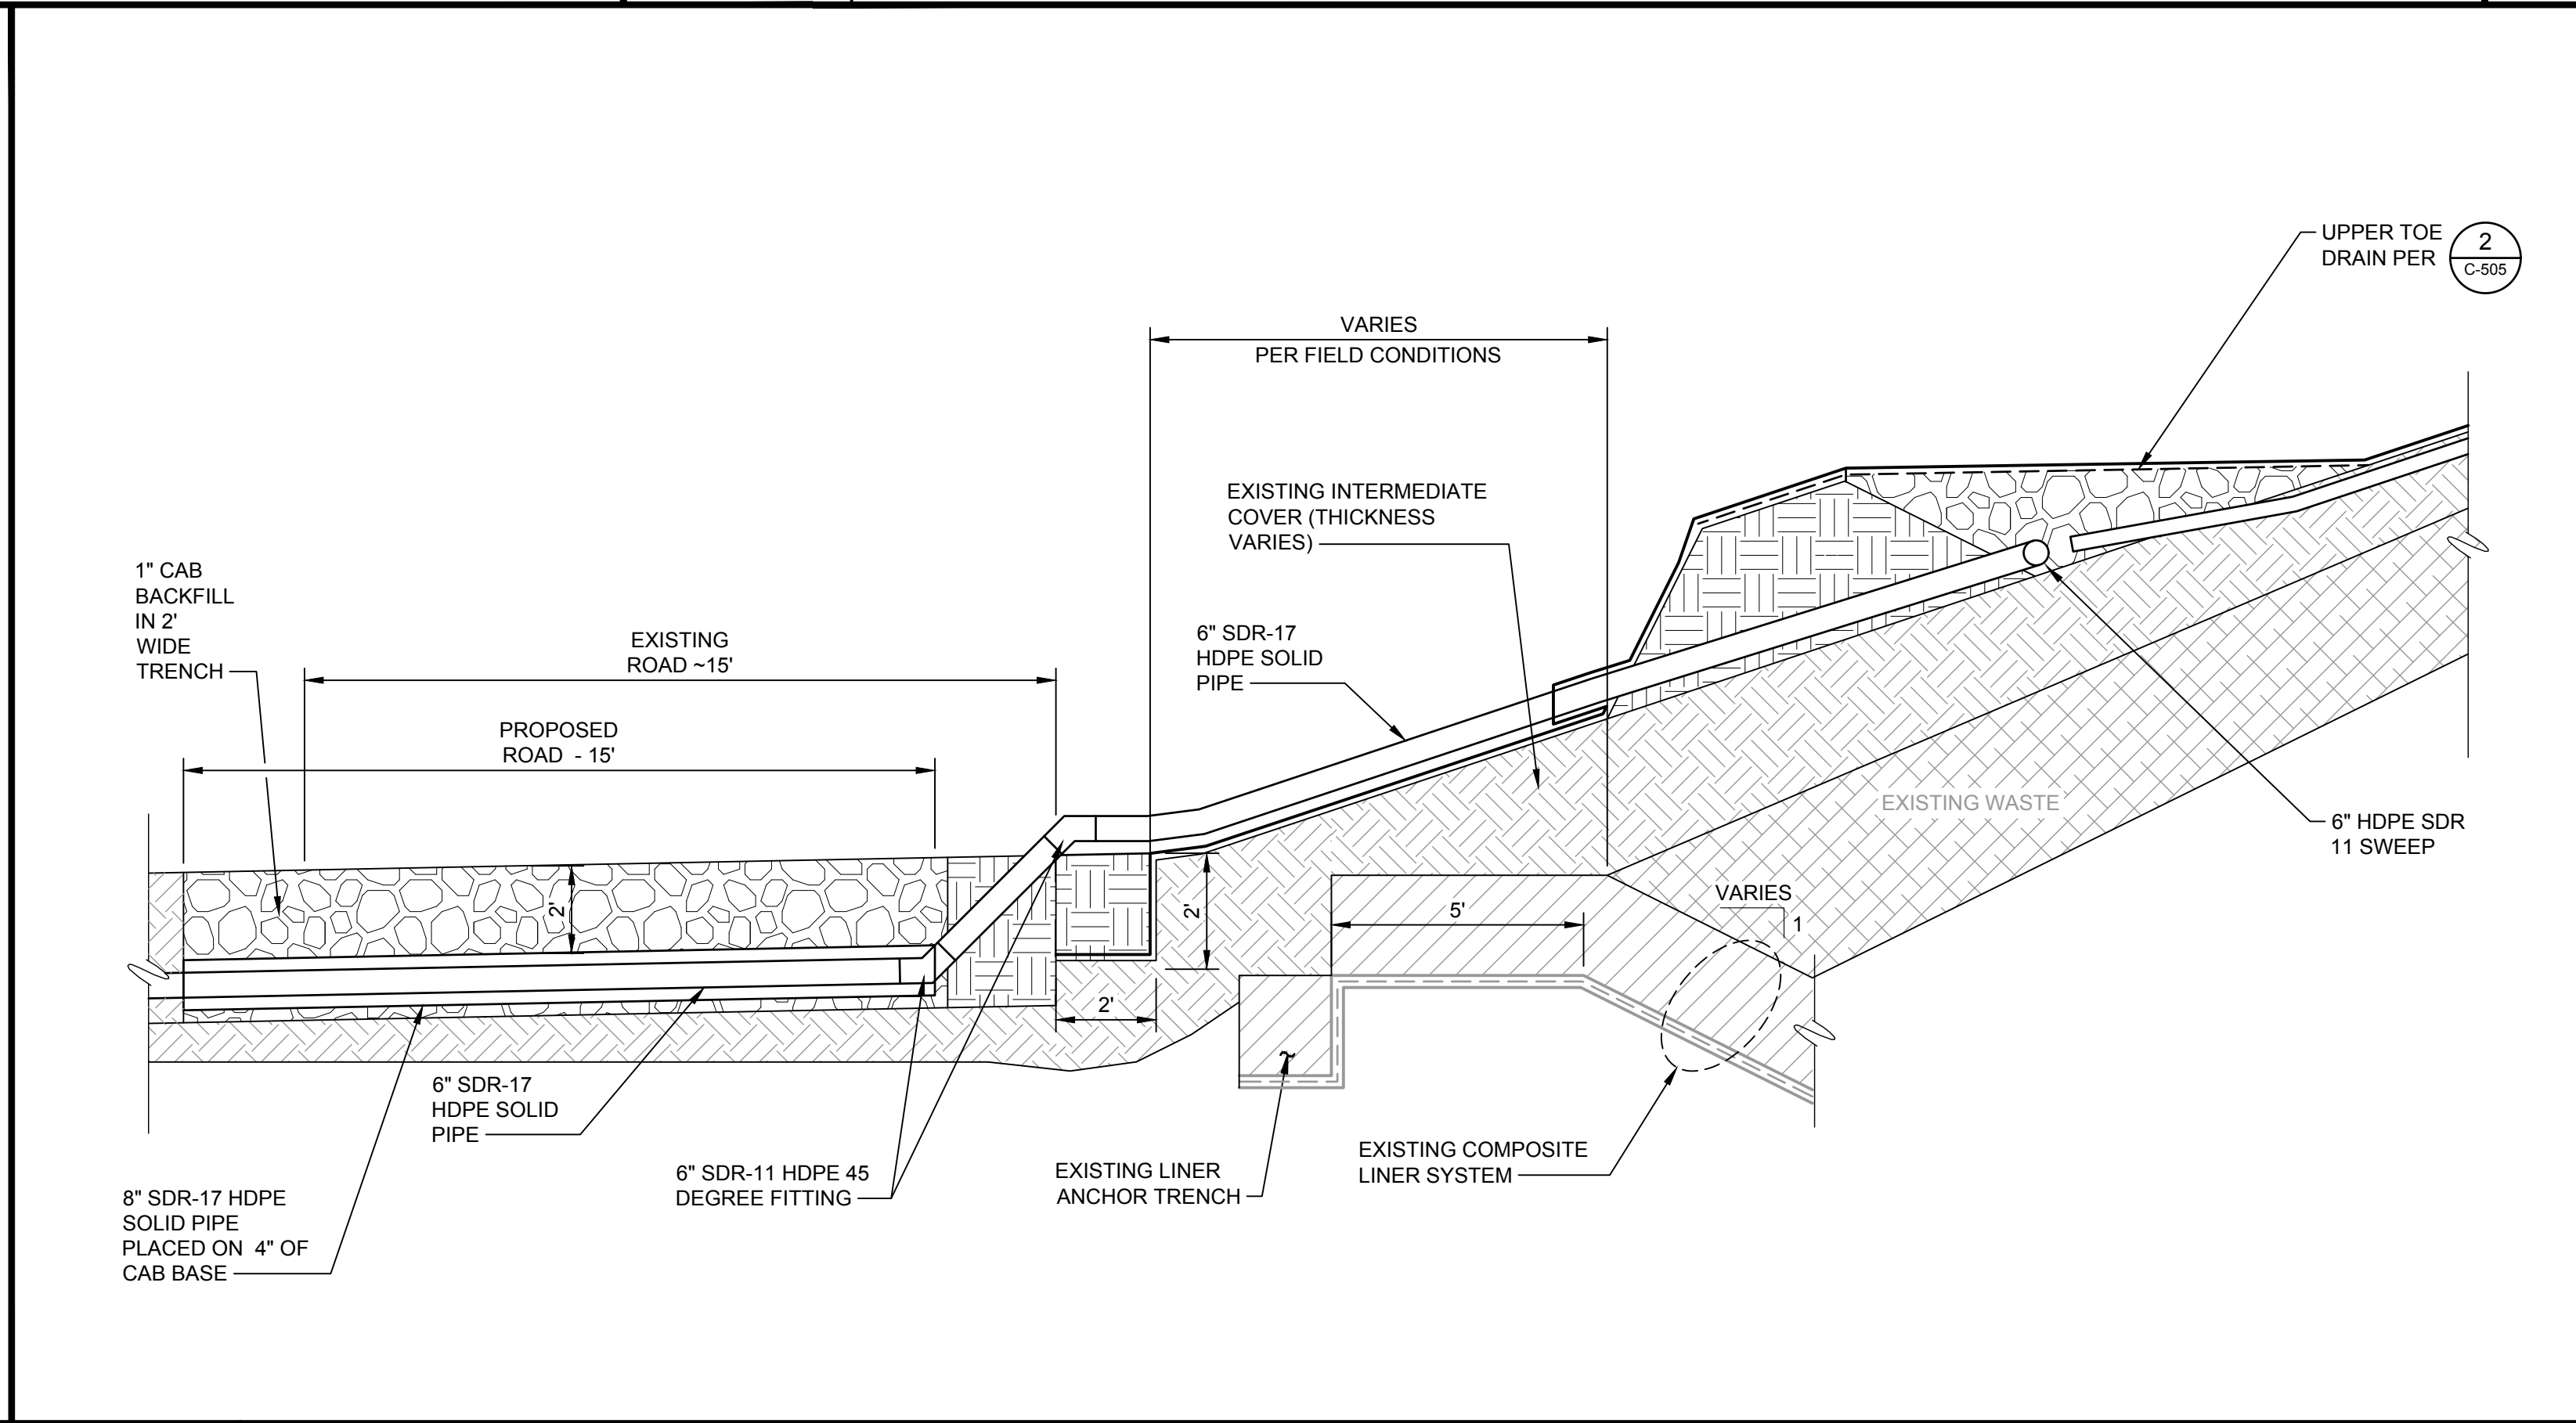 UPPER TOE
DRAIN PER
2
C-505
VARIES
PER FIELD CONDITIONS
EXISTING INTERMEDIATE
COVER (THICKNESS
VARIES)
1" CAB
BACKFILL
IN 2'
WIDE
TRENCH
EXISTING
ROAD ~15'
6" SDR-17
HDPE SOLID
PIPE
PROPOSED
ROAD - 15'
EXISTING WASTE
6" HDPE SDR
11 SWEEP
2'
2'
5'
VARIES
1
2'
6" SDR-17
HDPE SOLID
PIPE
8" SDR-17 HDPE
SOLID PIPE
PLACED ON 4" OF
CAB BASE
6" SDR-11 HDPE 45
DEGREE FITTING
EXISTING LINER
ANCHOR TRENCH
EXISTING COMPOSITE
LINER SYSTEM